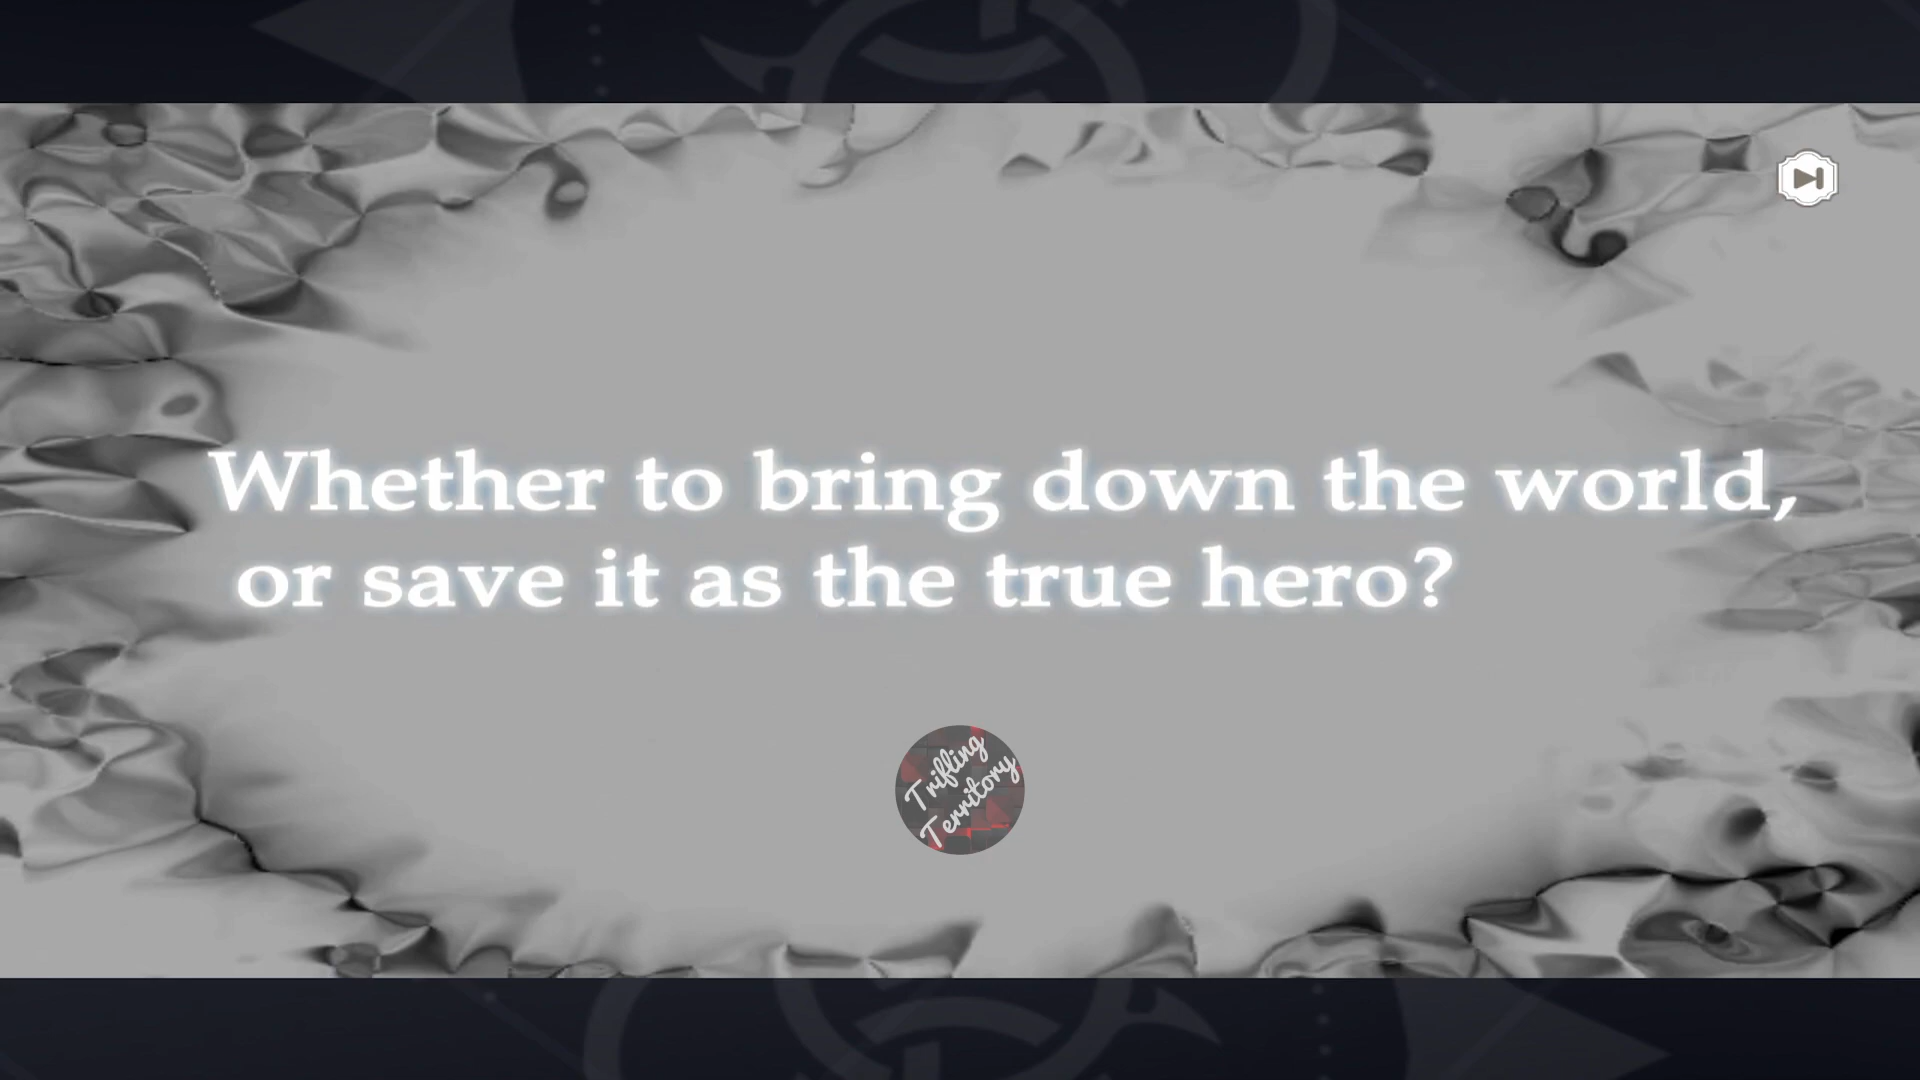 Whether to bring down the world,
or save it as the true hero?
Trifling
Territory